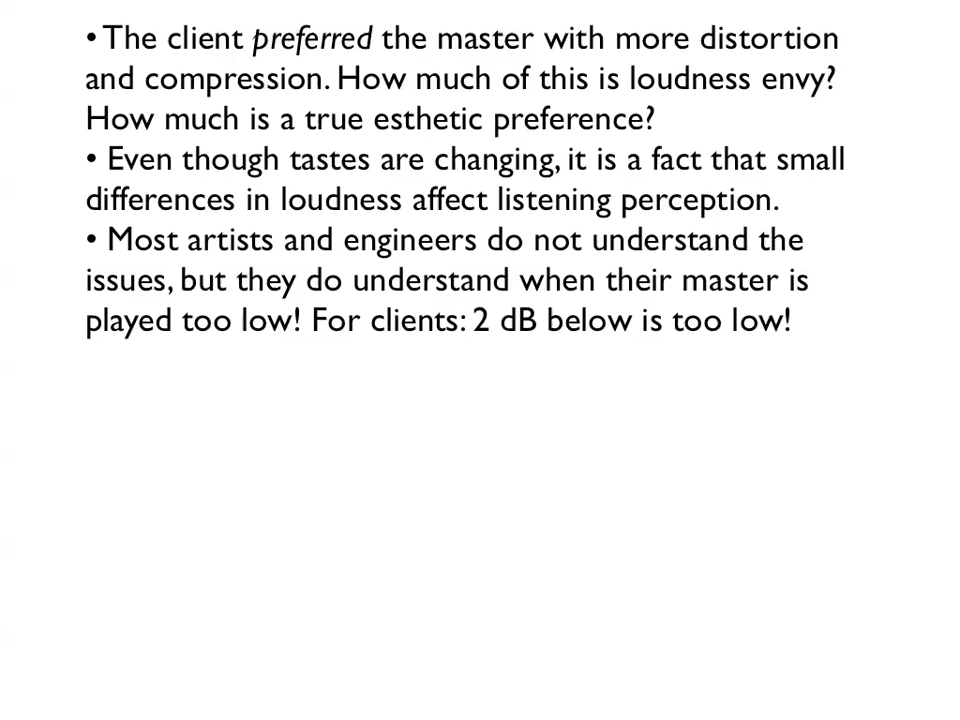 • The client preferred the master with more distortion
and compression. How much of this is loudness envy?
How much is a true esthetic preference?
• Even though tastes are changing, it is a fact that small
differences in loudness affect listening perception.
• Most artists and engineers do not understand the
issues, but they do understand when their master is
played too low! For clients: 2 dB below is too low!